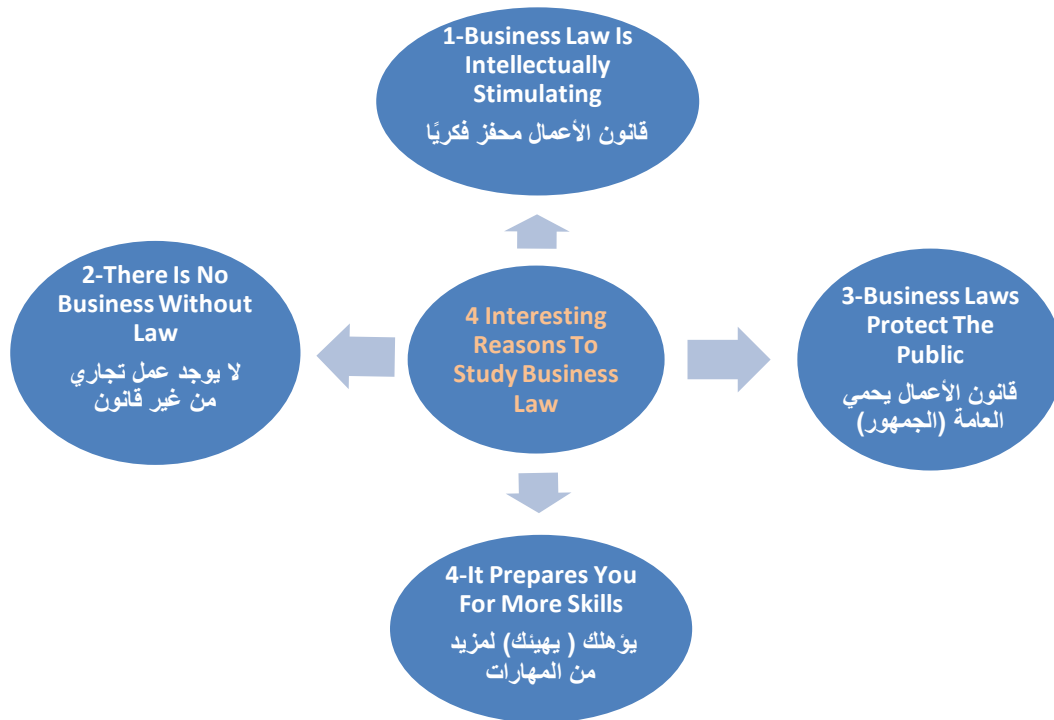 1-Business Law Is
Intellectually
Stimulating
قانون الأعمال محفز فكريًا
2-There Is No
Business Without
Law
لا يوجد عمل تجاري
من غير قانون
4 Interesting
Reasons To
Study Business
Law
3-Business Laws
Protect The
Public
قانون الأعمال يحمي
العامة (الجمهور)
4-It Prepares You
For More Skills
يؤهلك ( يهيئك) لمزيد
من المهارات